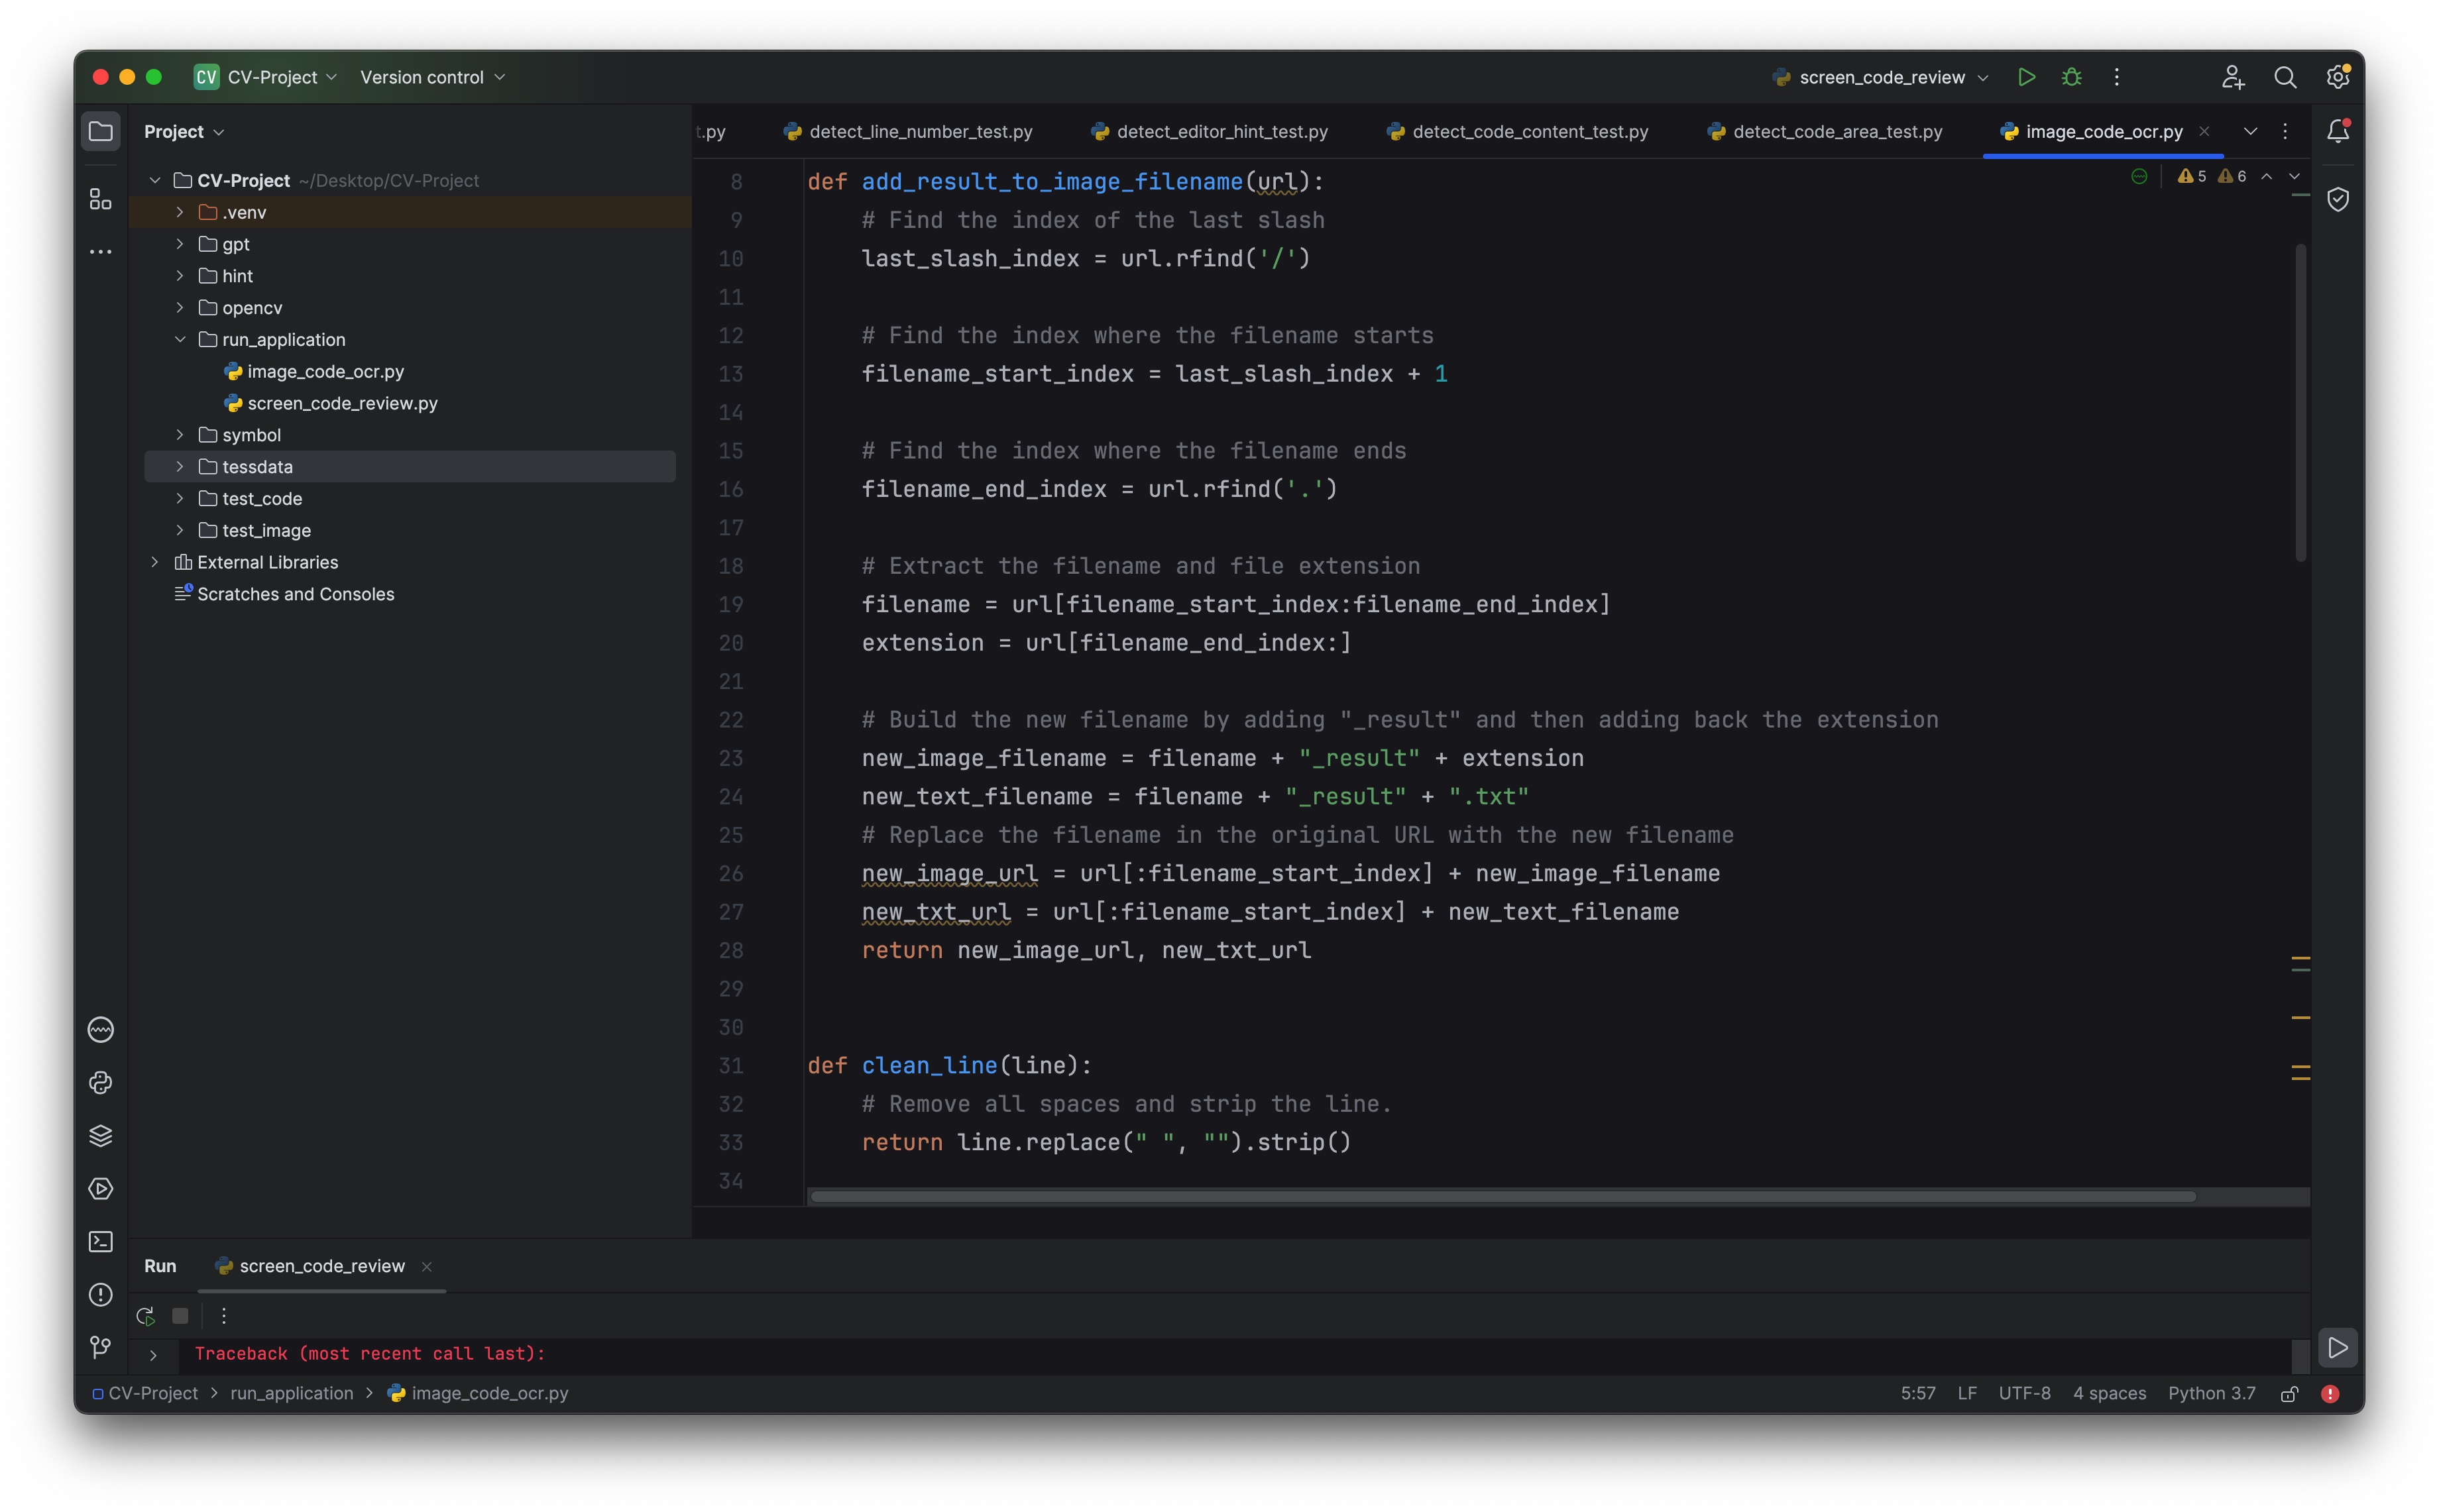 CV CV-Project Version control screen_code_review
Project
CV-Project ~/Desktop/CV-Project
.venv
gpt
hint
opencv
run_application
image_code_ocr.py
screen_code_review.py
symbol
tessdata
test_code
test_image
External Libraries
Scratches and Consoles
t.py detect_line_number_test.py detect_editor_hint_test.py detect_code_content_test.py detect_code_area_test.py image_code_ocr.py
5 6
8 def add_result_to_image_filename(url):
9 # Find the index of the last slash
10 last_slash_index = url.rfind('/')
11
12 # Find the index where the filename starts
13 filename_start_index = last_slash_index + 1
14
15 # Find the index where the filename ends
16 filename_end_index = url.rfind('.')
17
18 # Extract the filename and file extension
19 filename = url[filename_start_index:filename_end_index]
20 extension = url[filename_end_index:]
21
22 # Build the new filename by adding "_result" and then adding back the extension
23 new_image_filename = filename + "_result" + extension
24 new_text_filename = filename + "_result" + ".txt"
25 # Replace the filename in the original URL with the new filename
26 new_image_url = url[:filename_start_index] + new_image_filename
27 new_txt_url = url[:filename_start_index] + new_text_filename
28 return new_image_url, new_txt_url
29
30
31 def clean_line(line):
32 # Remove all spaces and strip the line.
33 return line.replace(" ", "").strip()
34
Run screen_code_review
Traceback (most recent call last):
CV-Project run_application image_code_ocr.py 5:57 LF UTF-8 4 spaces Python 3.7